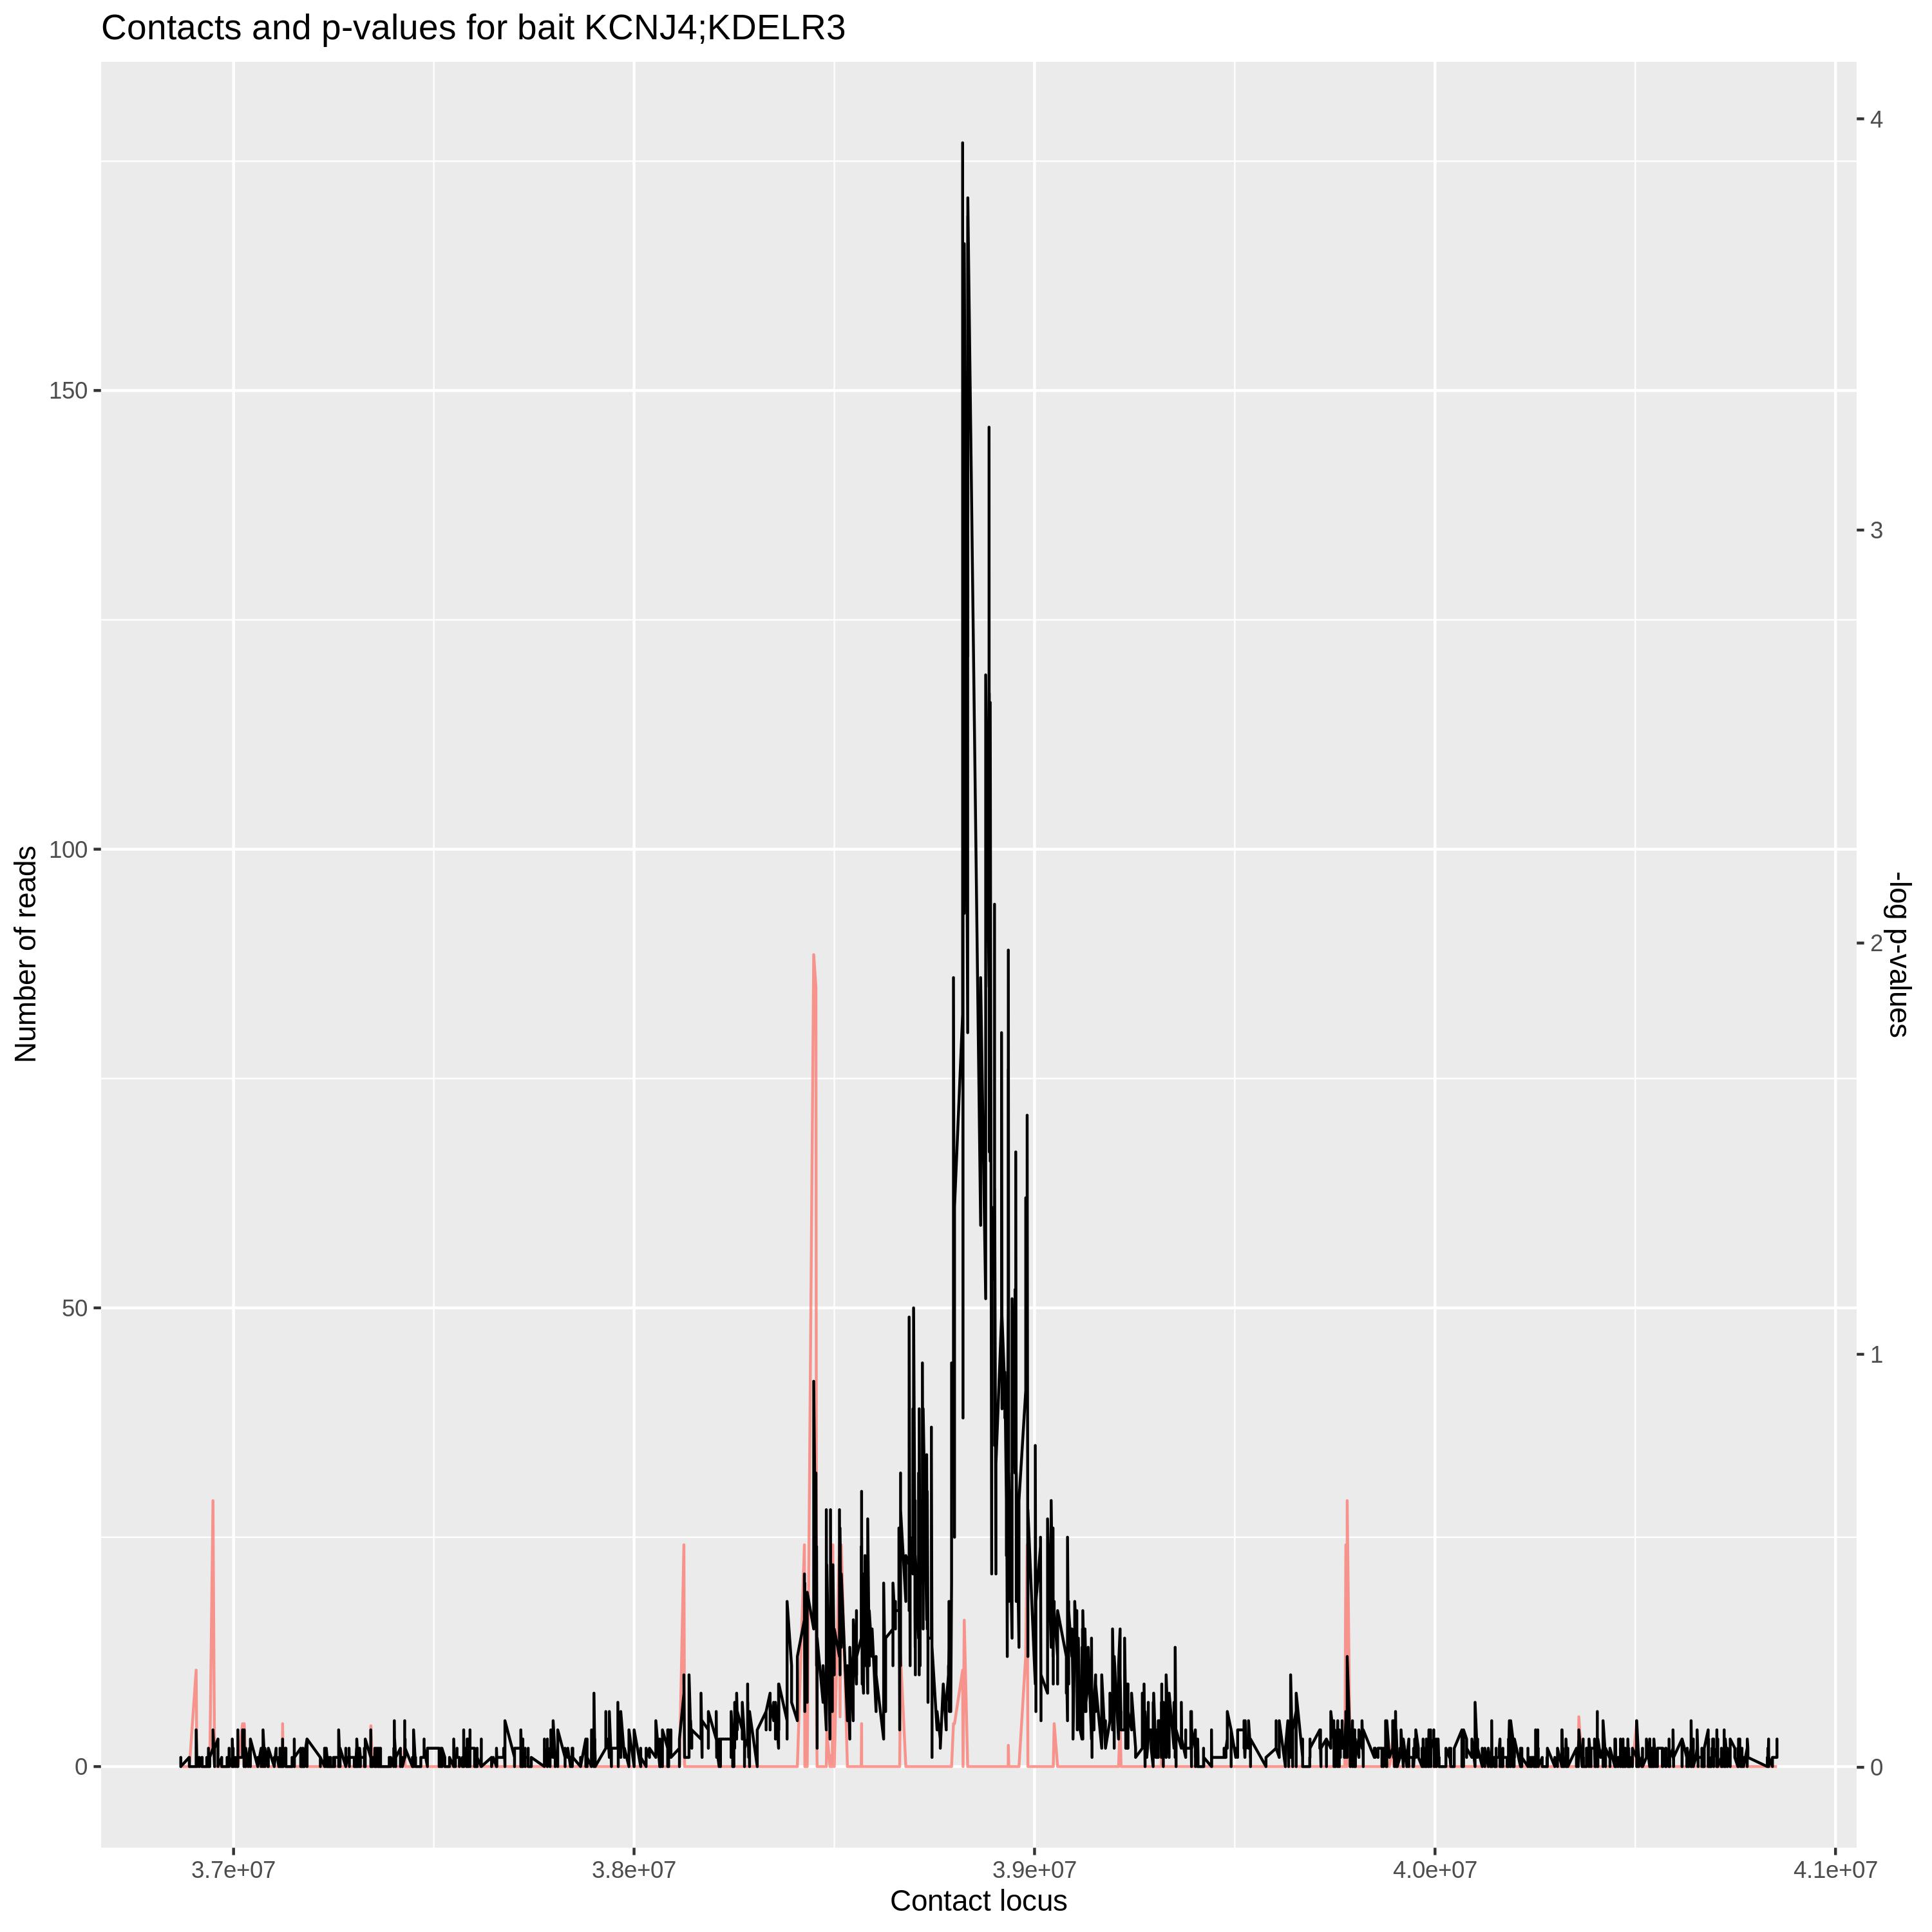 Contacts and p-values for bait KCNJ4;KDELR3
Number of reads
150
100
50
0
4
3
2
1
0
-log p-values
3.7e+07
3.8e+07
3.9e+07
4.0e+07
4.1e+07
Contact locus